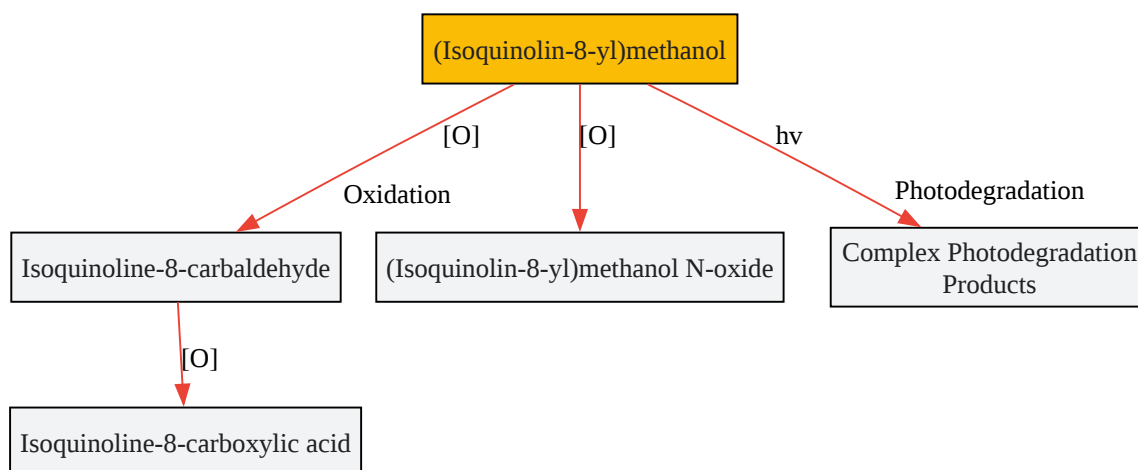 (Isoquinolin-8-yl)methanol
[O]
[O]
hv
Oxidation
Photodegradation
Isoquinoline-8-carbaldehyde
(Isoquinolin-8-yl)methanol N-oxide
Complex Photodegradation
Products
[O]
Isoquinoline-8-carboxylic acid